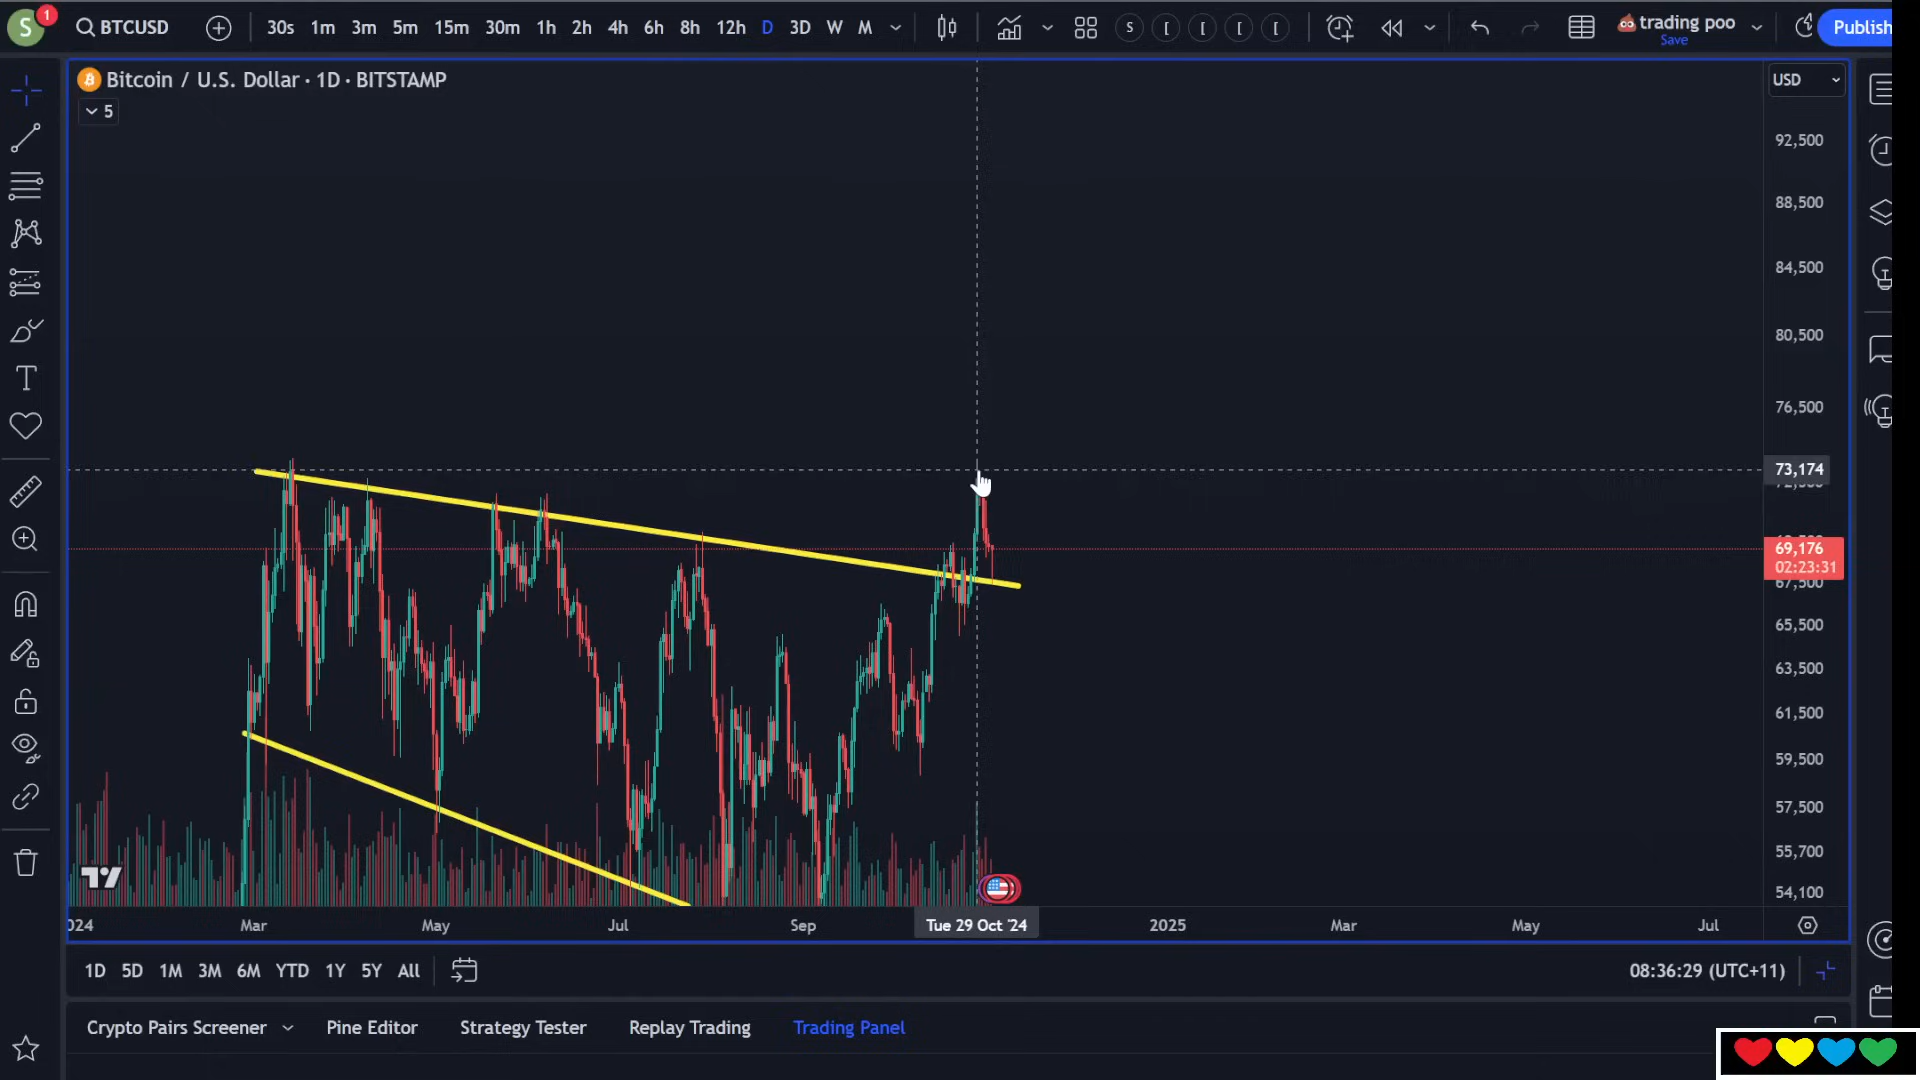 S 1 BTCUSD 30s 1m 3m 5m 15m 30m 1h 2h 4h 6h 8h 12h D 3D W M S [ [ [ [ trading poo Publish
Save
Bitcoin / U.S. Dollar · 1D · BITSTAMP
USD
5
92,500
88,500
84,500
80,500
76,500
73,174
69,176
02:23:31
67,500
65,500
63,500
61,500
59,500
57,500
55,700
54,100
024 Mar May Jul Sep Tue 29 Oct '24 2025 Mar May Jul
1D 5D 1M 3M 6M YTD 1Y 5Y All 08:36:29 (UTC+11)
Crypto Pairs Screener Pine Editor Strategy Tester Replay Trading Trading Panel